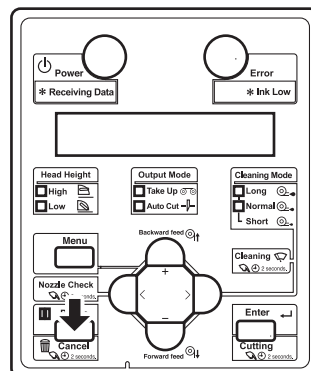 Power
Error
* Receiving Data
* Ink Low
Head Height
High
Low
Output Mode
Take Up
Auto Cut
Cleaning Mode
Long
Normal
Short
Menu
Backward feed
+
< >
−
Forward feed
Cleaning
2 seconds.
Nozzle Check
2 seconds.
Cancel
2 seconds.
Enter
Cutting
2 seconds.